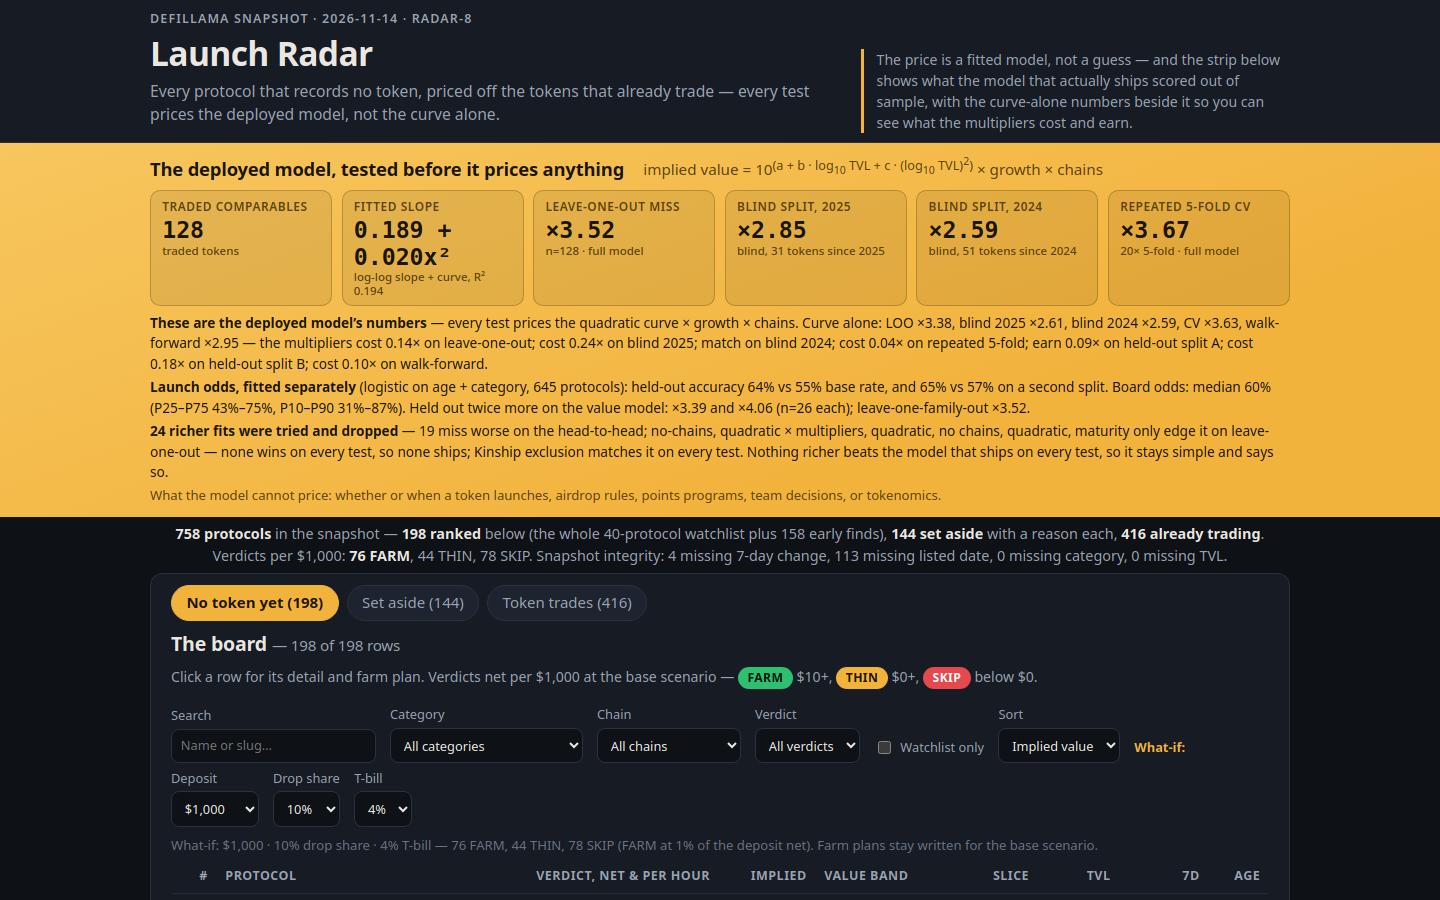 DEFILLAMA SNAPSHOT · 2026-11-14 · RADAR-8
Launch Radar
Every protocol that records no token, priced off the tokens that already trade — every test
prices the deployed model, not the curve alone.
The price is a fitted model, not a guess — and the strip below
shows what the model that actually ships scored out of
sample, with the curve-alone numbers beside it so you can
see what the multipliers cost and earn.
The deployed model, tested before it prices anything
implied value = 10^(a + b · log₁₀ TVL + c · (log₁₀ TVL)²) × growth × chains
TRADED COMPARABLES
128
traded tokens
FITTED SLOPE
0.189 +
0.020x²
log-log slope + curve, R²
0.194
LEAVE-ONE-OUT MISS
×3.52
n=128 · full model
BLIND SPLIT, 2025
×2.85
blind, 31 tokens since 2025
BLIND SPLIT, 2024
×2.59
blind, 51 tokens since 2024
REPEATED 5-FOLD CV
×3.67
20× 5-fold · full model
These are the deployed model’s numbers — every test prices the quadratic curve × growth × chains. Curve alone: LOO ×3.38, blind 2025 ×2.61, blind 2024 ×2.59, CV ×3.63, walk-
forward ×2.95 — the multipliers cost 0.14× on leave-one-out; cost 0.24× on blind 2025; match on blind 2024; cost 0.04× on repeated 5-fold; earn 0.09× on held-out split A; cost
0.18× on held-out split B; cost 0.10× on walk-forward.
Launch odds, fitted separately (logistic on age + category, 645 protocols): held-out accuracy 64% vs 55% base rate, and 65% vs 57% on a second split. Board odds: median 60%
(P25–P75 43%–75%, P10–P90 31%–87%). Held out twice more on the value model: ×3.39 and ×4.06 (n=26 each); leave-one-family-out ×3.52.
24 richer fits were tried and dropped — 19 miss worse on the head-to-head; no-chains, quadratic × multipliers, quadratic, no chains, quadratic, maturity only edge it on leave-
one-out — none wins on every test, so none ships; Kinship exclusion matches it on every test. Nothing richer beats the model that ships on every test, so it stays simple and says
so.
What the model cannot price: whether or when a token launches, airdrop rules, points programs, team decisions, or tokenomics.
758 protocols in the snapshot — 198 ranked below (the whole 40-protocol watchlist plus 158 early finds), 144 set aside with a reason each, 416 already trading.
Verdicts per $1,000: 76 FARM, 44 THIN, 78 SKIP. Snapshot integrity: 4 missing 7-day change, 113 missing listed date, 0 missing category, 0 missing TVL.
No token yet (198)
Set aside (144)
Token trades (416)
The board — 198 of 198 rows
Click a row for its detail and farm plan. Verdicts net per $1,000 at the base scenario — FARM $10+, THIN $0+, SKIP below $0.
Search
Name or slug...
Category
All categories
Chain
All chains
Verdict
All verdicts
Watchlist only
Sort
Implied value
What-if:
Deposit
$1,000
Drop share
10%
T-bill
4%
What-if: $1,000 · 10% drop share · 4% T-bill — 76 FARM, 44 THIN, 78 SKIP (FARM at 1% of the deposit net). Farm plans stay written for the base scenario.
# PROTOCOL VERDICT, NET & PER HOUR IMPLIED VALUE BAND SLICE TVL 7D AGE